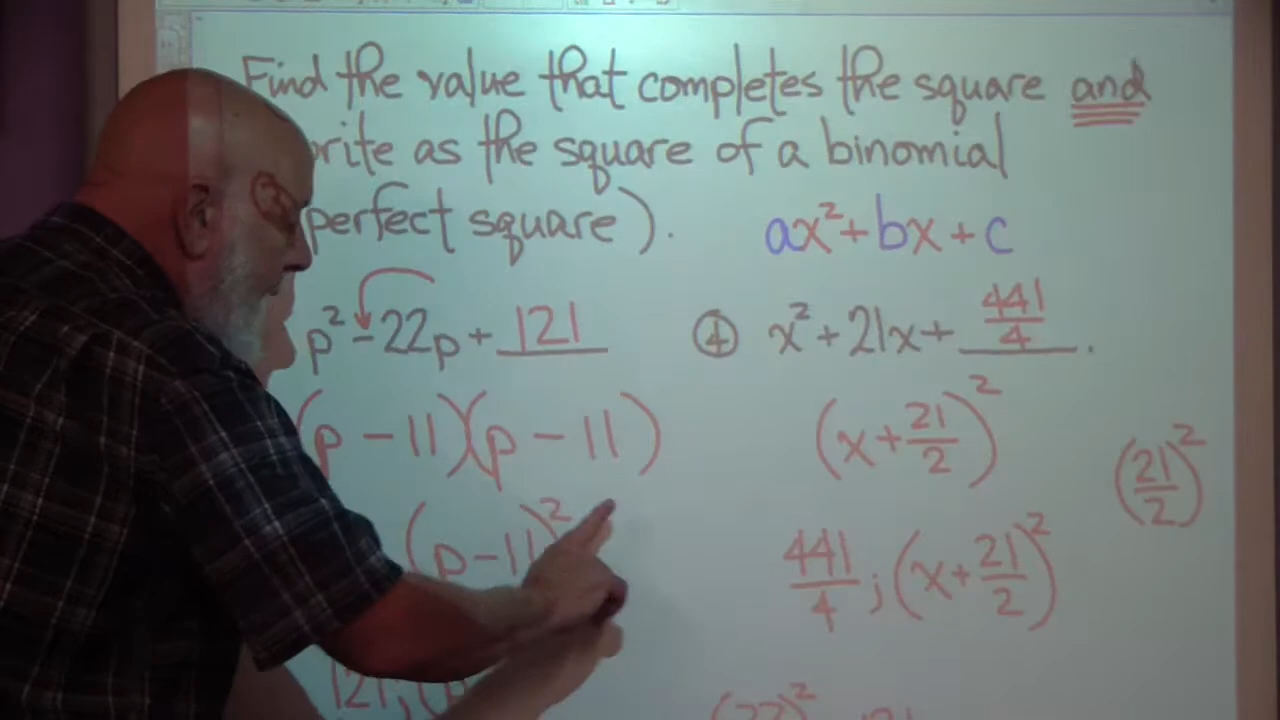 Find the value that completes the square and
rite as the square of a binomial
perfect square).
ax²+bx+c
p²-22p+121
(p-11)(p-11)
(p-11)²
121;(p
④ x²+21x+441/4.
(x+21/2)²
(21/2)²
441/4;(x+21/2)²